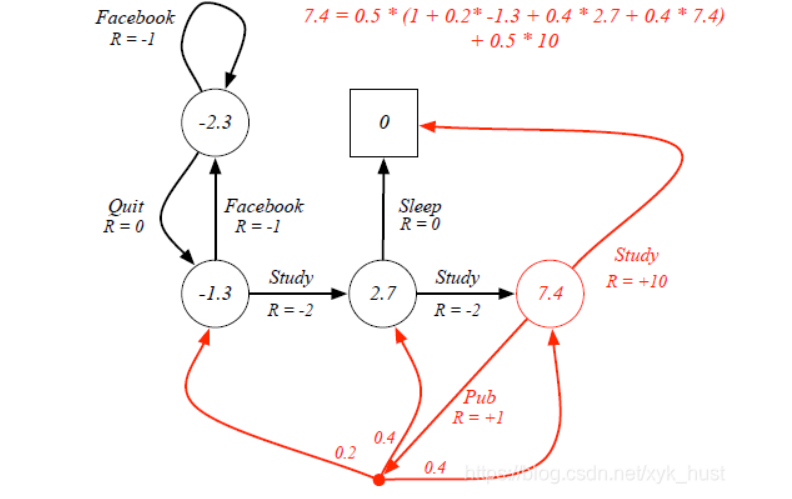 Facebook
R = -1
7.4 = 0.5 * (1 + 0.2* -1.3 + 0.4 * 2.7 + 0.4 * 7.4)
+ 0.5 * 10
-2.3
0
Quit
R = 0
Facebook
R = -1
Sleep
R = 0
Study
R = +10
-1.3
Study
R = -2
2.7
Study
R = -2
7.4
Pub
R = +1
0.2
0.4
0.4
https://blog.csdn.net/xyk_hust